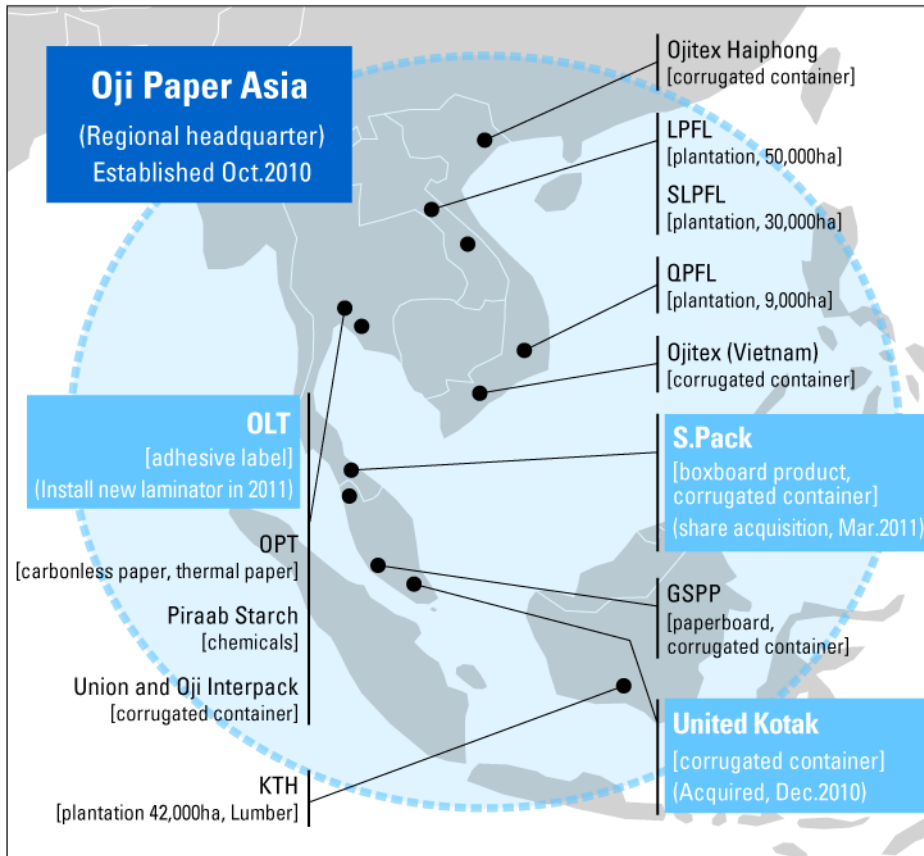 Oji Paper Asia
(Regional headquarter)
Established Oct.2010
Ojitex Haiphong
[corrugated container]
LPFL
[plantation, 50,000ha]
SLPFL
[plantation, 30,000ha]
QPFL
[plantation, 9,000ha]
Ojitex (Vietnam)
[corrugated container]
OLT
[adhesive label]
(Install new laminator in 2011)
OPT
[carbonless paper, thermal paper]
Piraab Starch
[chemicals]
Union and Oji Interpack
[corrugated container]
KTH
[plantation 42,000ha, Lumber]
S.Pack
[boxboard product,
corrugated container]
(share acquisition, Mar.2011)
GSPP
[paperboard,
corrugated container]
United Kotak
[corrugated container]
(Acquired, Dec.2010)